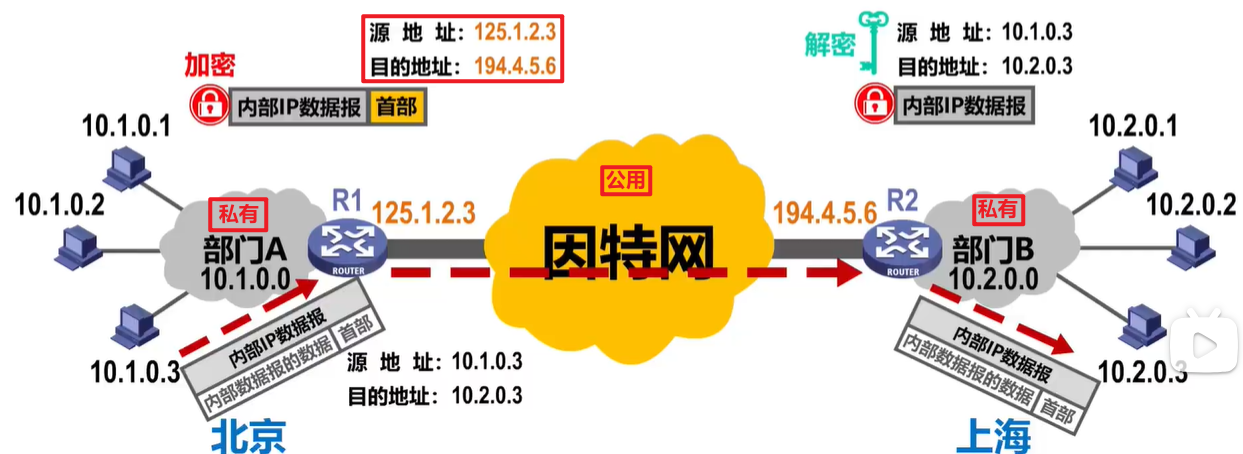 源 地 址：125.1.2.3
目的地址：194.4.5.6
加密
内部IP数据报 首部
解密
源 地 址：10.1.0.3
目的地址：10.2.0.3
内部IP数据报
10.1.0.1
10.1.0.2
10.1.0.3
私有
部门A
10.1.0.0
R1
ROUTER
125.1.2.3
公用
因特网
194.4.5.6
R2
ROUTER
私有
部门B
10.2.0.0
10.2.0.1
10.2.0.2
10.2.0.3
内部IP数据报
内部数据报的数据 首部
源 地 址：10.1.0.3
目的地址：10.2.0.3
内部IP数据报
内部数据报的数据 首部
北京
上海